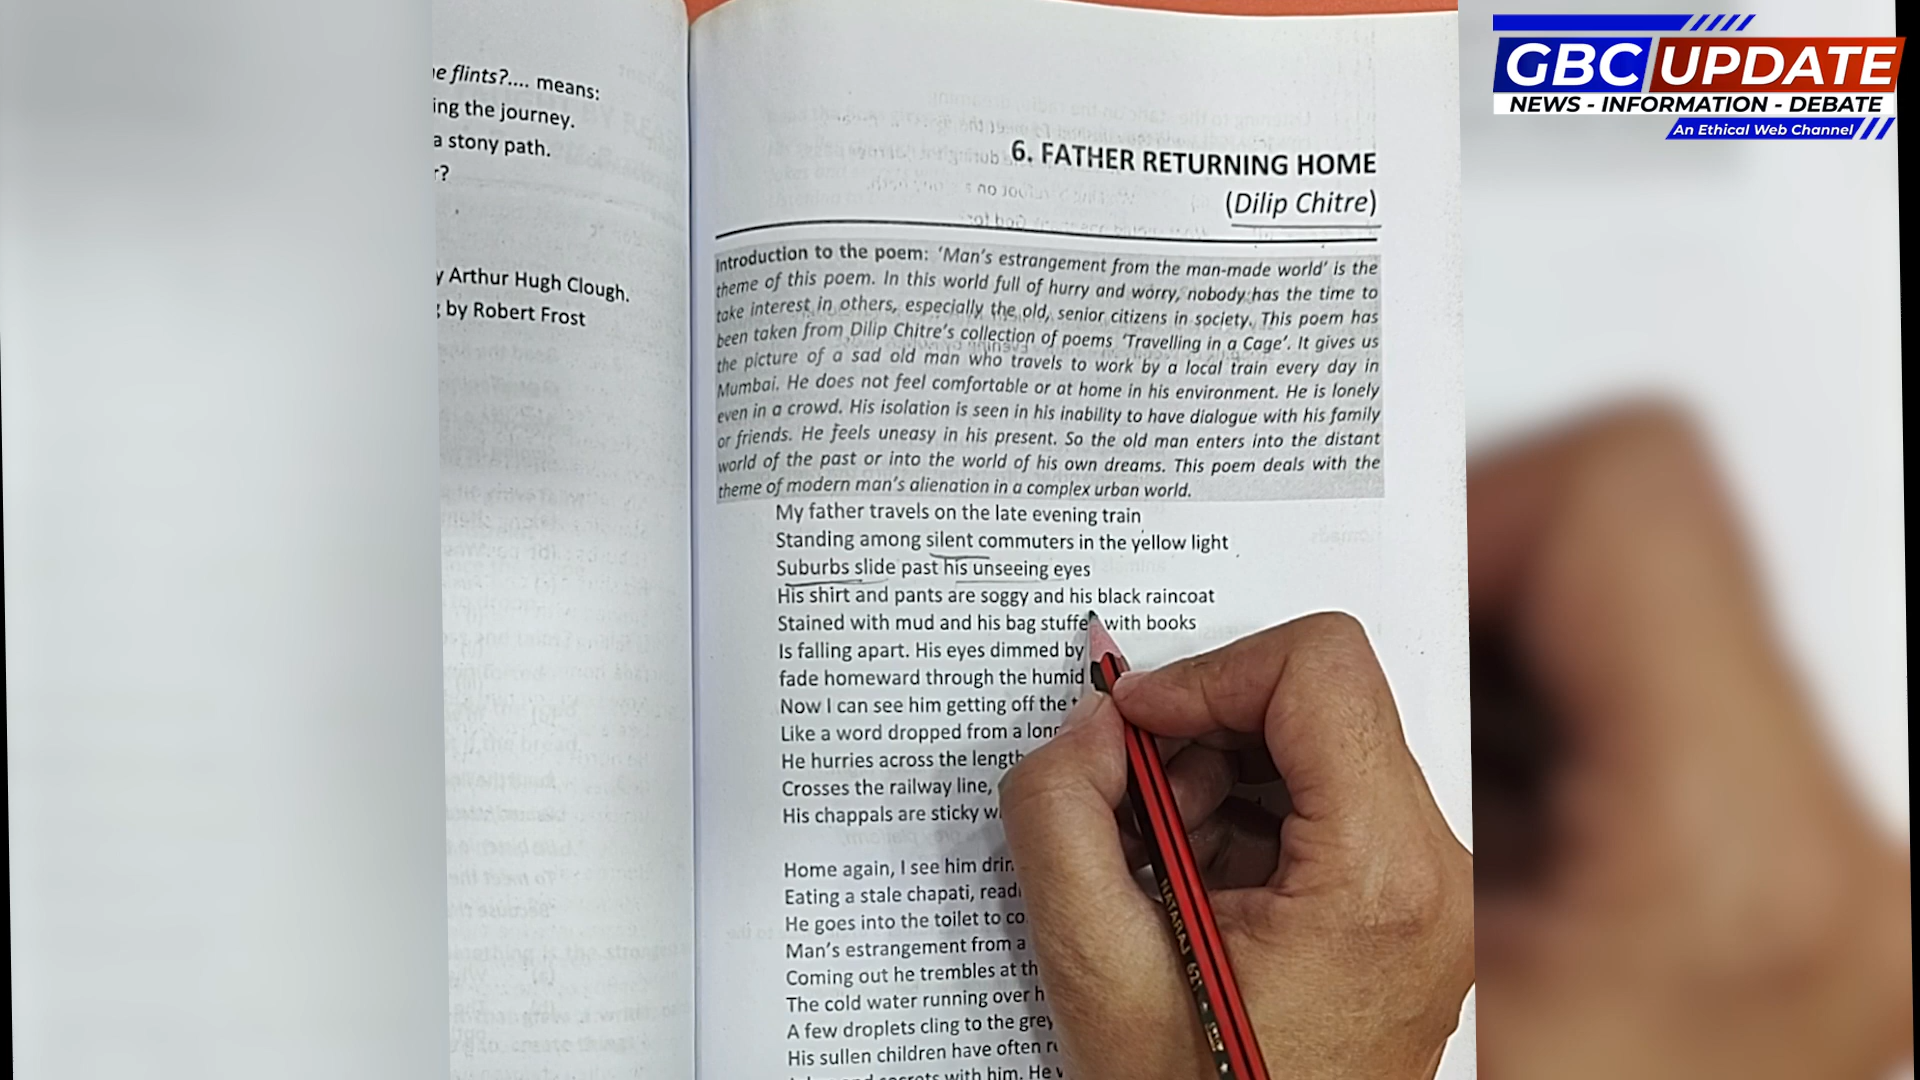 GBC UPDATE
NEWS - INFORMATION - DEBATE
An Ethical Web Channel
flints?.... means:
ing the journey.
a stony path.
Arthur Hugh Clough.
by Robert Frost
6. FATHER RETURNING HOME
(Dilip Chitre)
Introduction to the poem: ‘Man’s estrangement from the man-made world’ is the
theme of this poem. In this world full of hurry and worry, nobody has the time to
take interest in others, especially the old, senior citizens in society. This poem has
been taken from Dilip Chitre’s collection of poems ‘Travelling in a Cage’. It gives us
the picture of a sad old man who travels to work by a local train every day in
Mumbai. He does not feel comfortable or at home in his environment. He is lonely
even in a crowd. His isolation is seen in his inability to have dialogue with his family
or friends. He feels uneasy in his present. So the old man enters into the distant
world of the past or into the world of his own dreams. This poem deals with the
theme of modern man’s alienation in a complex urban world.
My father travels on the late evening train
Standing among silent commuters in the yellow light
Suburbs slide past his unseeing eyes
His shirt and pants are soggy and his black raincoat
Stained with mud and his bag stuffe with books
Is falling apart. His eyes dimmed by
fade homeward through the humid
Now I can see him getting off the
Like a word dropped from a
He hurries across the length
Crosses the railway line,
His chappals are sticky
Home again, I see him
Eating a stale chapati,
He goes into the toilet to
Man’s estrangement from a
Coming out he trembles at
The cold water running over
A few droplets cling to the grey
His sullen children have often
secrets with him. He
NATARAJ 621